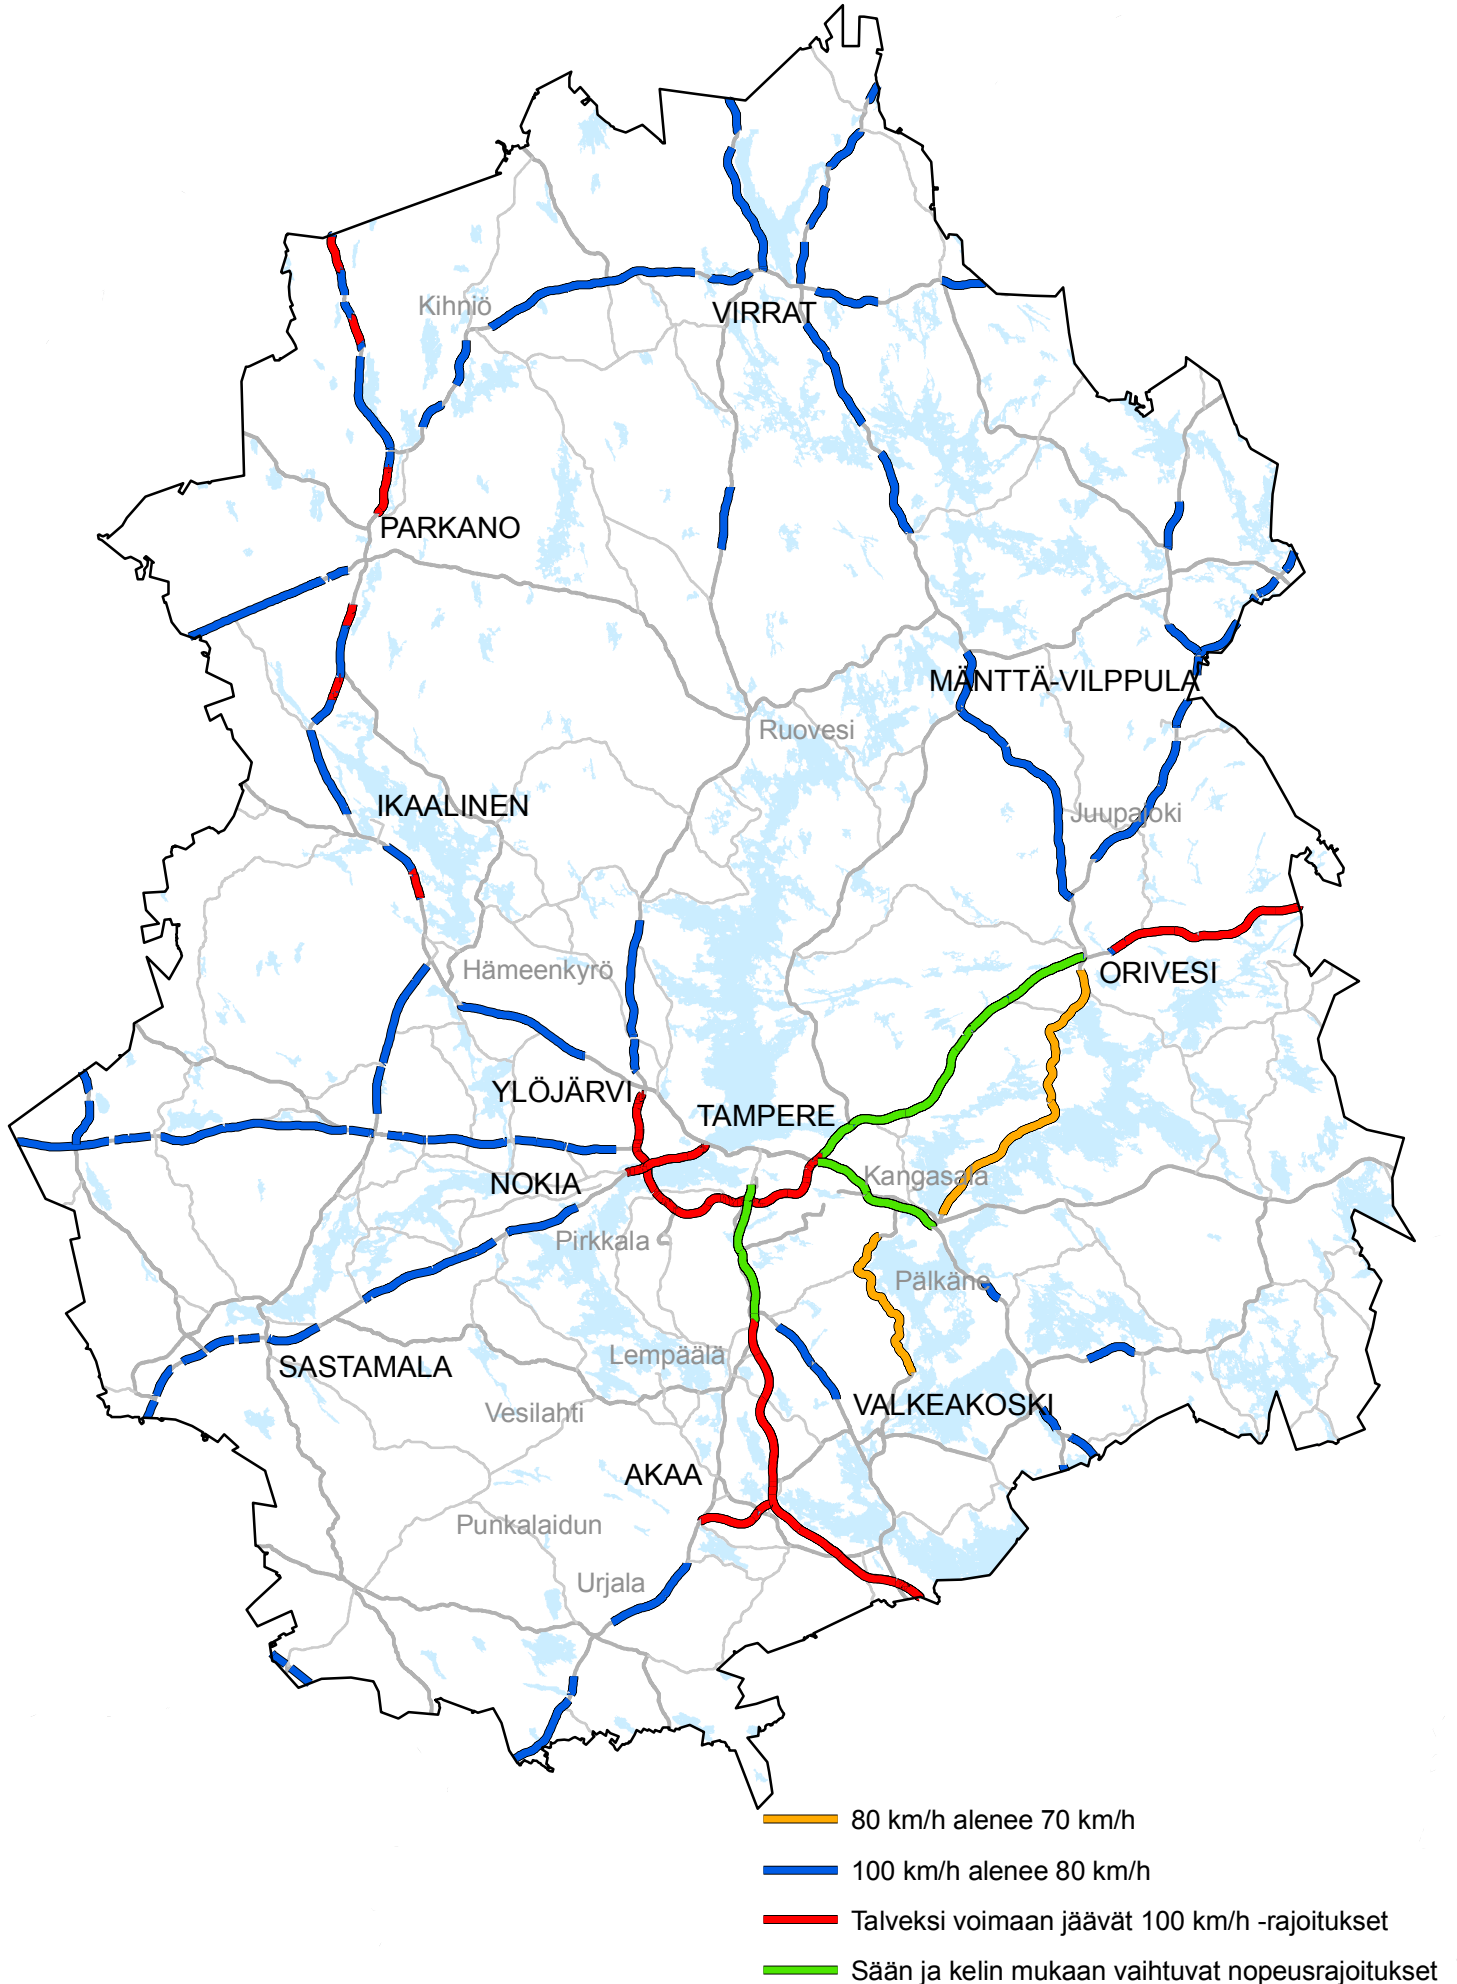 Kihniö
VIRRAT
PARKANO
MÄNTTÄ-VILPPULA
Ruovesi
IKAALINEN
Juupajoki
Hämeenkyrö
ORIVESI
YLÖJÄRVI
TAMPERE
NOKIA
Kangasala
Pirkkala
Pälkäne
SASTAMALA
Lempäälä
Vesilahti
VALKEAKOSKI
AKAA
Punkalaidun
Urjala
80 km/h alenee 70 km/h
100 km/h alenee 80 km/h
Talveksi voimaan jäävät 100 km/h -rajoitukset
Sään ja kelin mukaan vaihtuvat nopeusrajoitukset